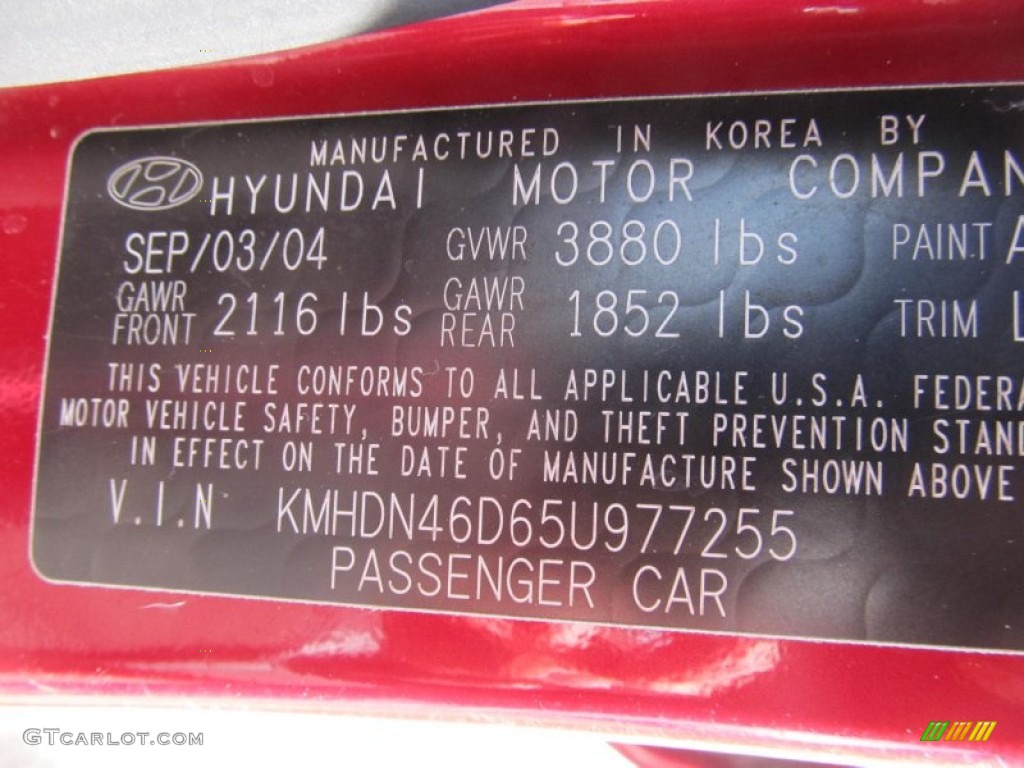 MANUFACTURED IN KOREA BY
HYUNDAI MOTOR COMPAN
SEP/03/04 GVWR 3880 lbs PAINT A
GAWR FRONT 2116 lbs GAWR REAR 1852 lbs TRIM L
THIS VEHICLE CONFORMS TO ALL APPLICABLE U.S.A. FEDERA
MOTOR VEHICLE SAFETY, BUMPER, AND THEFT PREVENTION STAND
IN EFFECT ON THE DATE OF MANUFACTURE SHOWN ABOVE
V.I.N KMHDN46D65U977255
PASSENGER CAR
GTCARLOT.COM